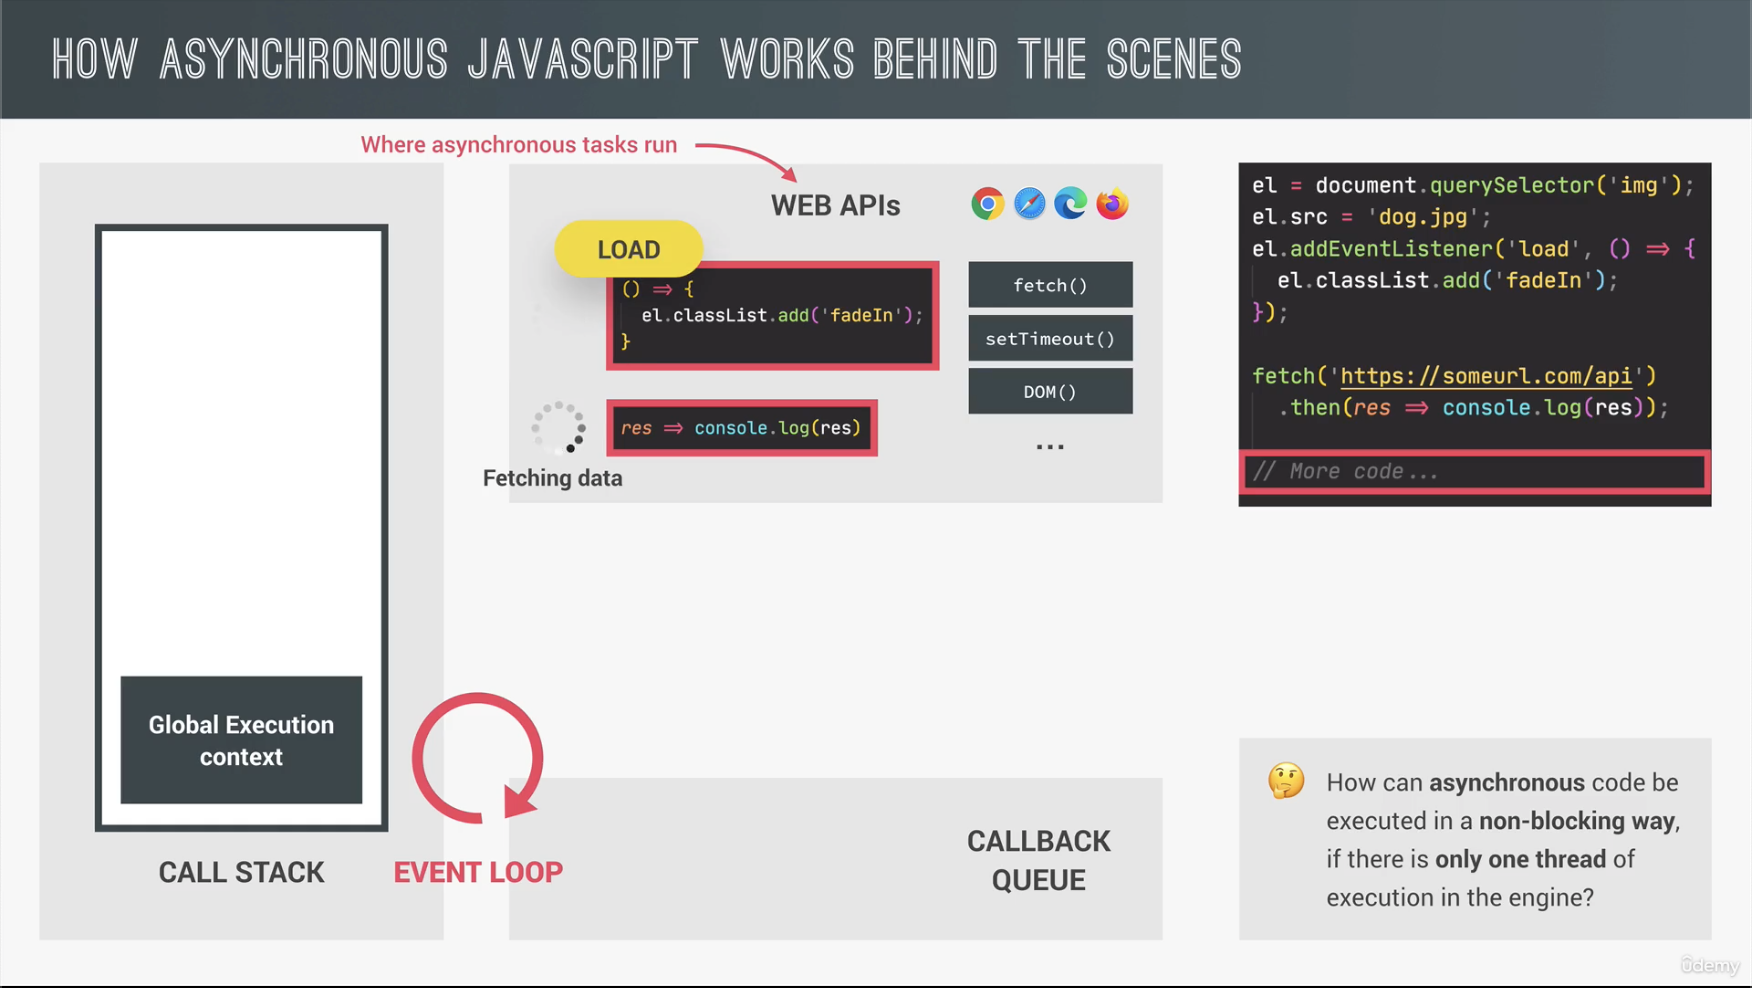 HOW ASYNCHRONOUS JAVASCRIPT WORKS BEHIND THE SCENES
Where asynchronous tasks run
WEB APIs
LOAD
() => {
el.classList.add('fadeIn');
}
res => console.log(res)
Fetching data
fetch()
setTimeout()
DOM()
...
el = document.querySelector('img');
el.src = 'dog.jpg';
el.addEventListener('load', () => {
el.classList.add('fadeIn');
});
fetch('https://someurl.com/api')
.then(res => console.log(res));
// More code...
Global Execution
context
CALL STACK
EVENT LOOP
CALLBACK
QUEUE
How can asynchronous code be
executed in a non-blocking way,
if there is only one thread of
execution in the engine?
ûdemy